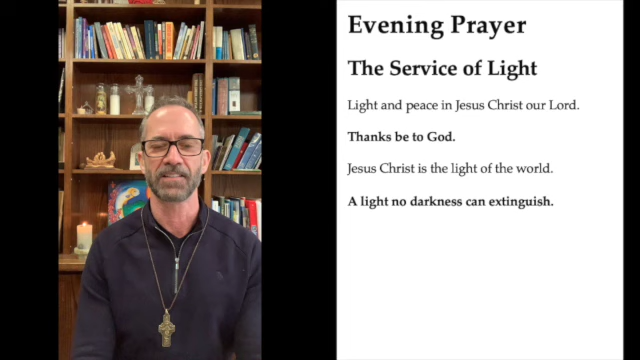 Evening Prayer
The Service of Light
Light and peace in Jesus Christ our Lord.
Thanks be to God.
Jesus Christ is the light of the world.
A light no darkness can extinguish.